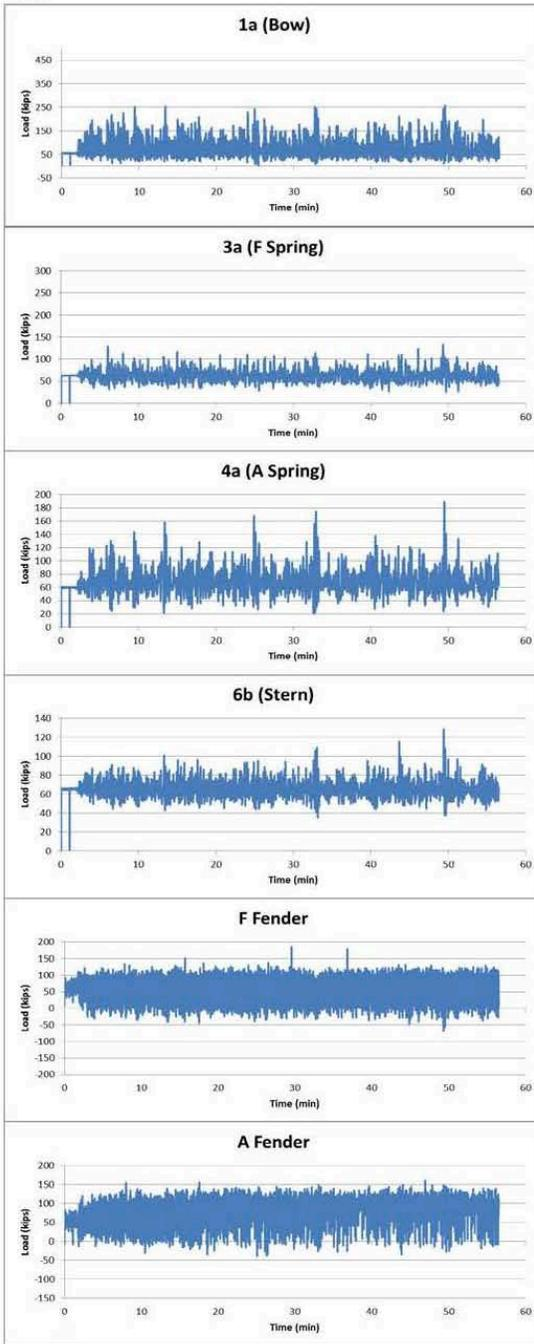 1a (Bow)
Load (kips)
450
350
250
150
50
-50
0 10 20 30 40 50 60
Time (min)
3a (F Spring)
Load (kips)
300
250
200
150
100
50
0
0 10 20 30 40 50 60
Time (min)
4a (A Spring)
Load (kips)
200
180
160
140
120
100
80
60
40
20
0
0 10 20 30 40 50 60
Time (min)
6b (Stern)
Load (kips)
140
120
100
80
60
40
20
0
0 10 20 30 40 50 60
Time (min)
F Fender
Load (kips)
200
150
100
50
0
-50
-100
-150
-200
0 10 20 30 40 50 60
Time (min)
A Fender
Load (kips)
200
150
100
50
0
-50
-100
-150
0 10 20 30 40 50 60
Time (min)